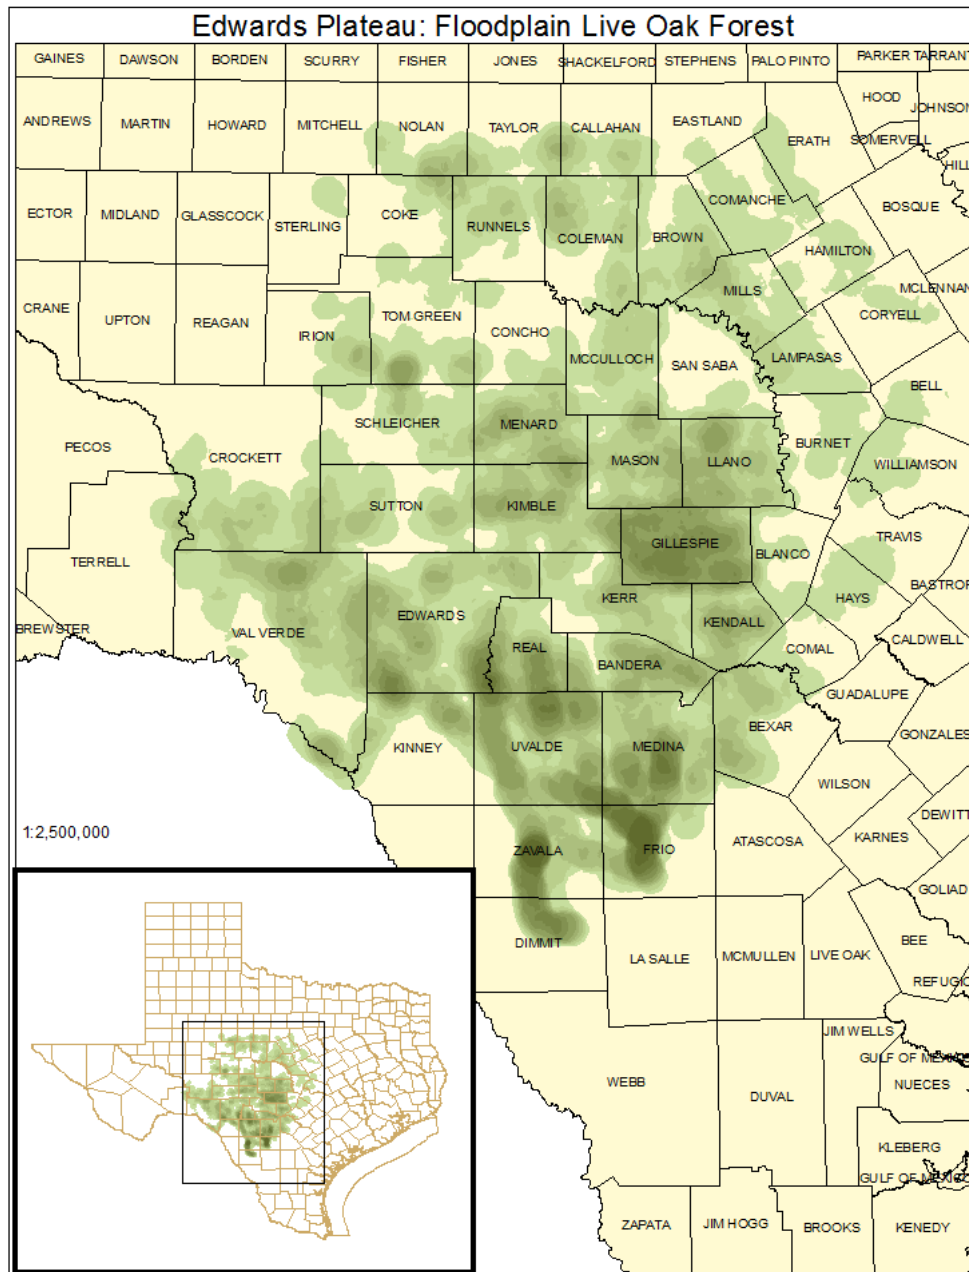 Edwards Plateau: Floodplain Live Oak Forest
GAINES DAWSON BORDEN SCURRY FISHER JONES SHACKELFORD STEPHENS PALO PINTO PARKER TARRANT
HOOD
ANDREWS MARTIN HOWARD MITCHELL NOLAN TAYLOR CALLAHAN EASTLAND JOHNSON
ERATH SOMERVELL
HILL
ECTOR MIDLAND GLASSCOCK STERLING COKE RUNNELS COLEMAN BROWN COMANCHE BOSQUE
HAMILTON
CRANE UPTON REAGAN IRION TOM GREEN CONCHO MILLS MCLENNAN
CORYELL
MCCULLOCH SAN SABA LAMPASAS
BELL
PECOS CROCKETT SCHLEICHER MENARD MASON LLANO BURNET WILLIAMSON
SUTTON KIMBLE
TERRELL GILLESPIE BLANCO TRAVIS
BASTROP
BREWSTER VAL VERDE EDWARDS KERR KENDALL HAYS
REAL BANDERA COMAL CALDWELL
GUADALUPE
KINNEY UVALDE MEDINA BEXAR GONZALES
WILSON
1:2,500,000 ZAVALA FRIO ATASCOSA KARNES DEWITT
GOLIAD
DIMMIT LA SALLE MCMULLEN LIVE OAK BEE
REFUGIO
JIM WELLS
GULF OF MEXICO
WEBB DUVAL NUECES
KLEBERG
GULF OF MEXICO
ZAPATA JIM HOGG BROOKS KENEDY